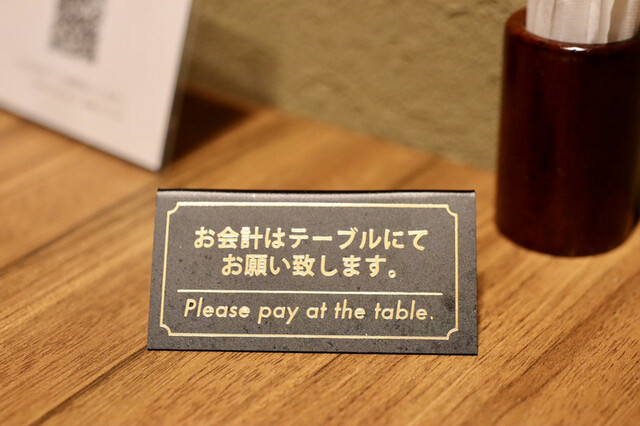 お会計はテーブルにて
お願い致します。
Please pay at the table.